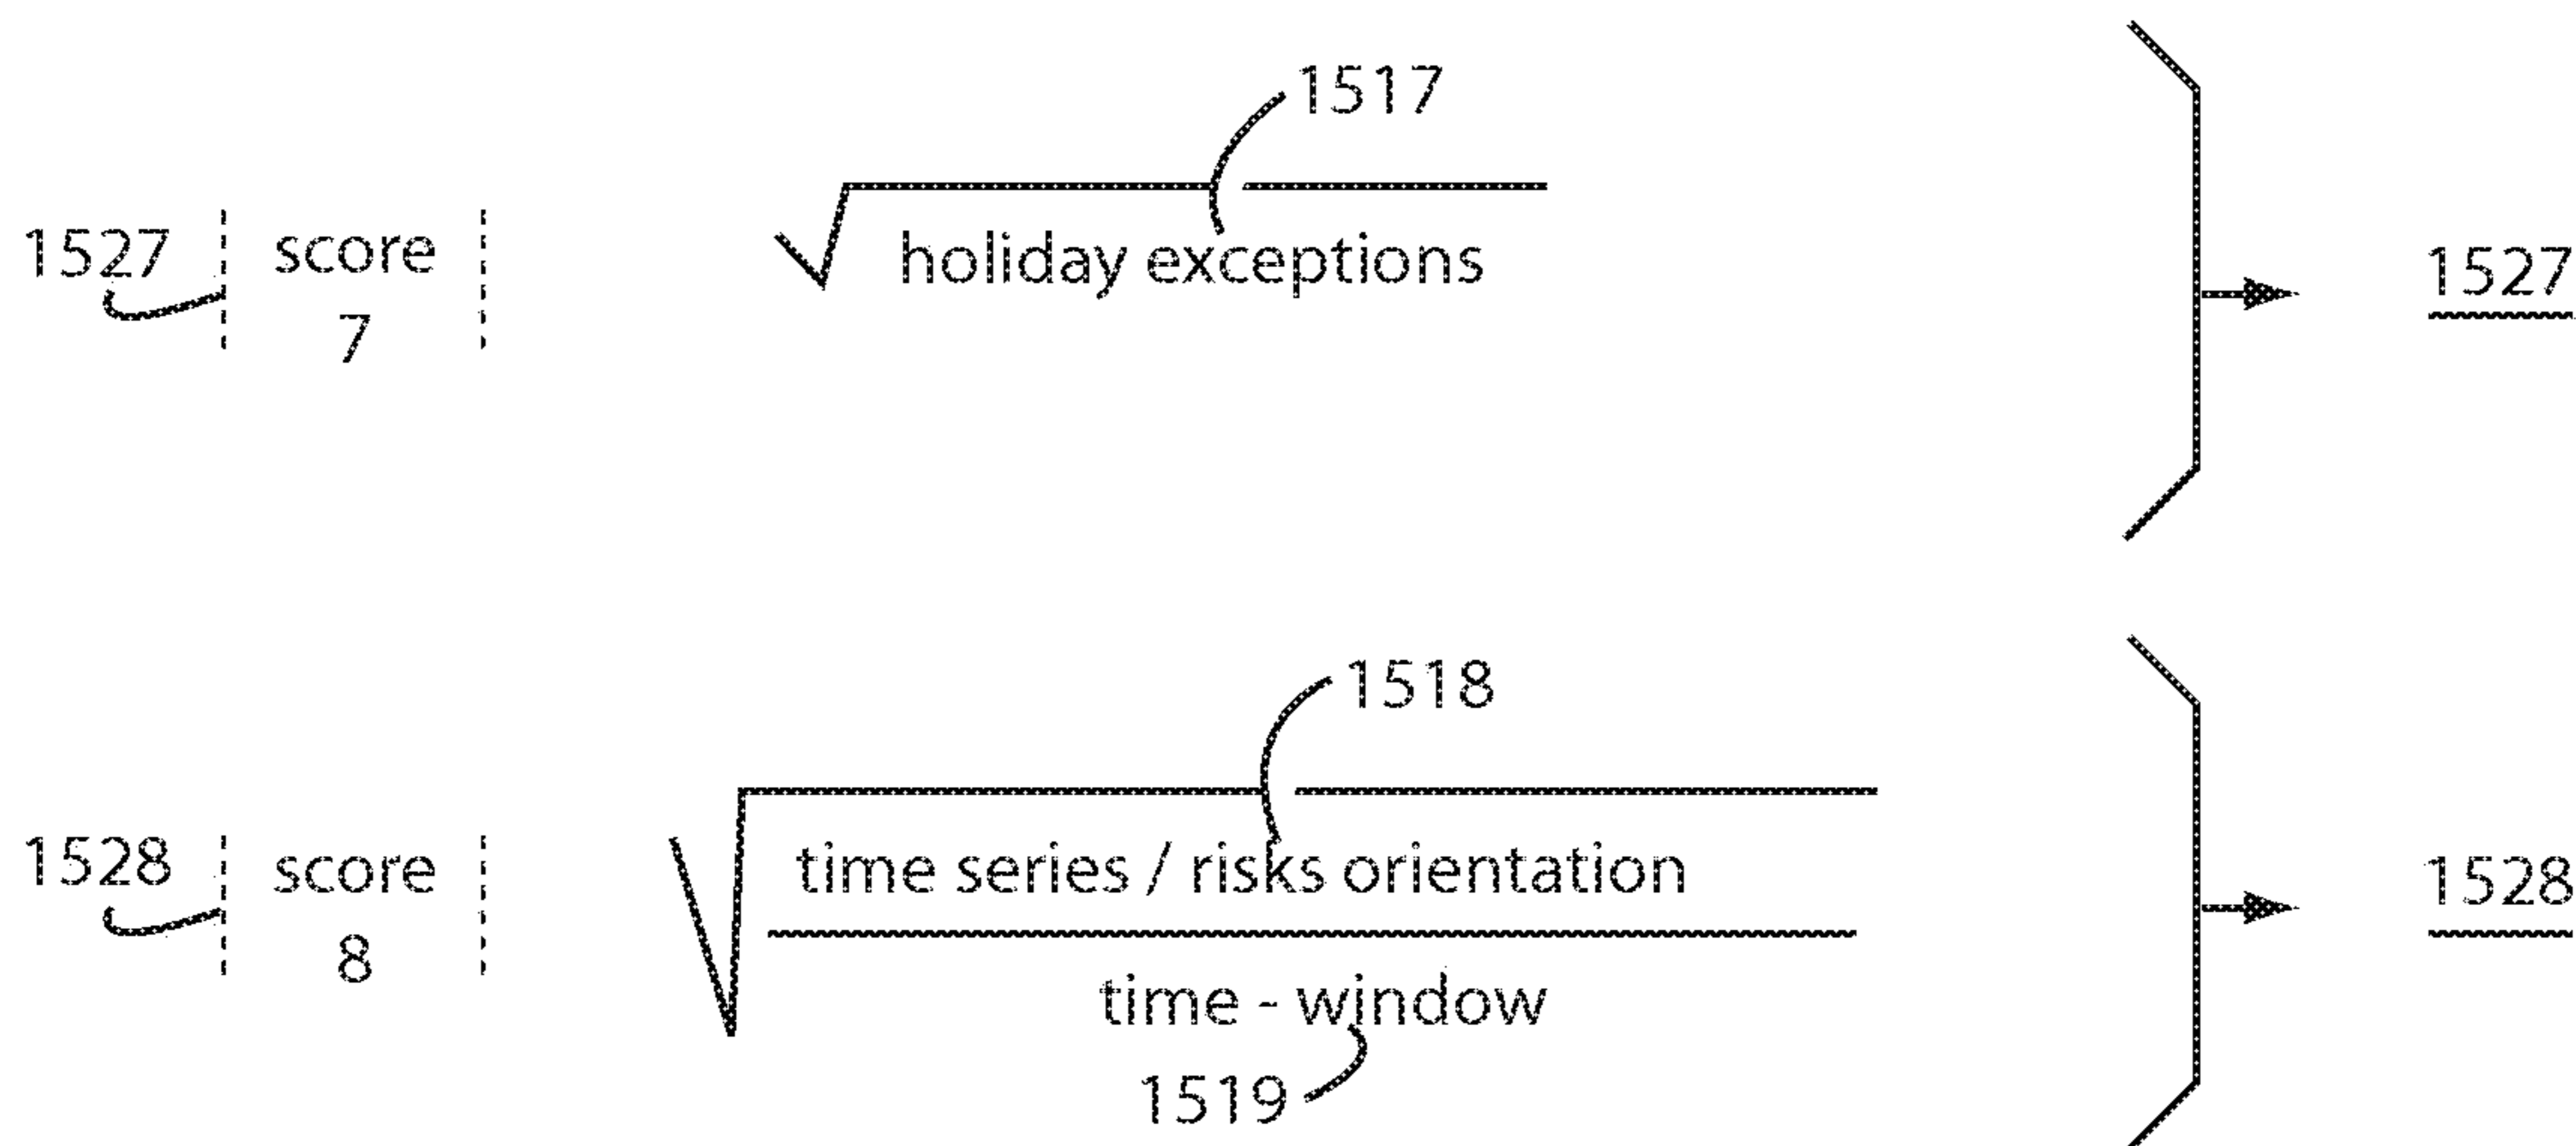 1517
1527 score 7
holiday exceptions
1527
1518
1528 score 8
time series / risks orientation
time - window
1519
1528